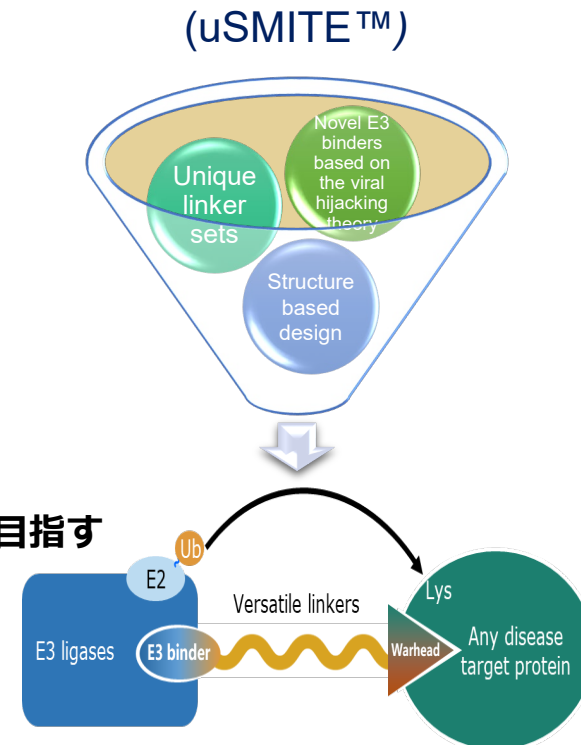 (uSMITE™)
Novel E3
binders
based on
the viral
hijacking
theory
Unique
linker
sets
Structure
based
design
目指す
Ub
E2
Lys
Versatile linkers
E3 ligases
E3 binder
Warhead
Any disease
target protein